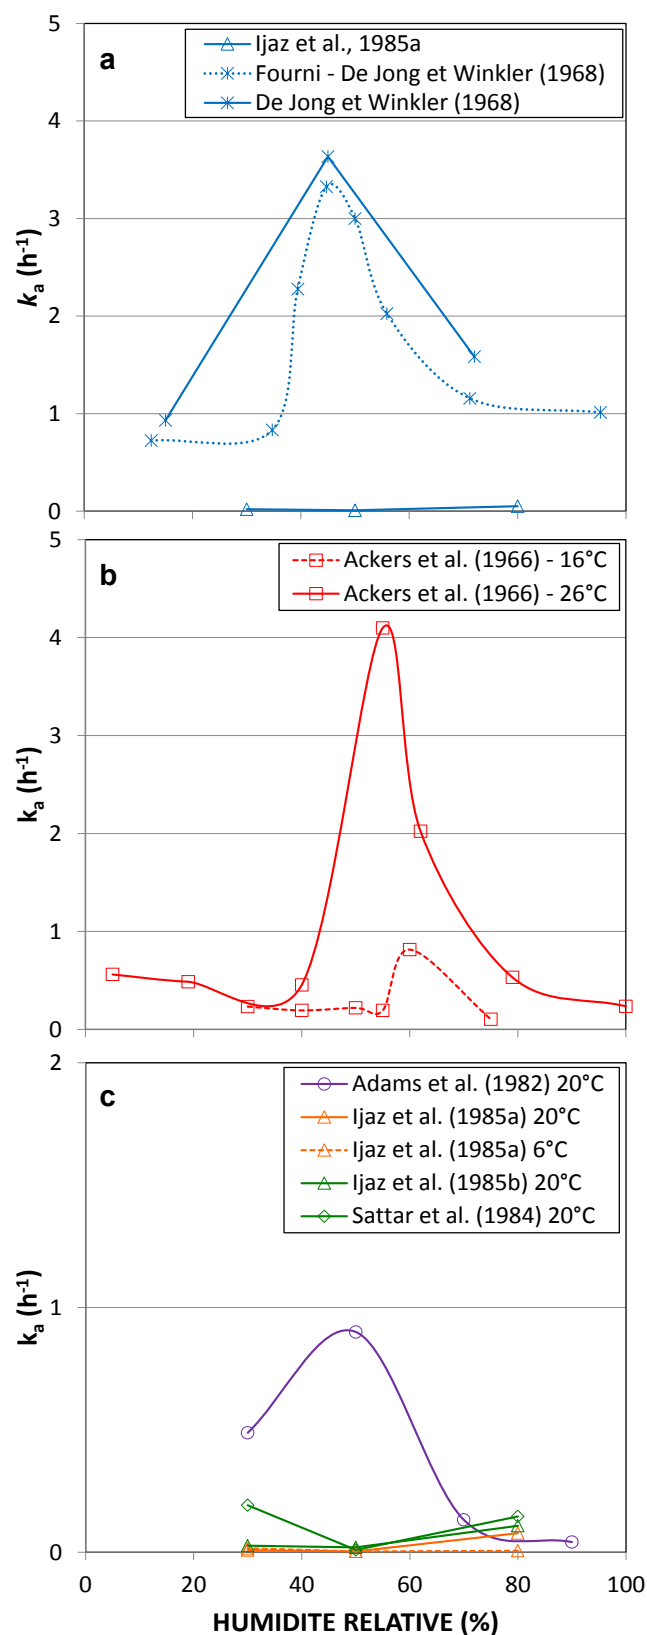 5
a
Ijaz et al., 1985a
Fourni - De Jong et Winkler (1968)
De Jong et Winkler (1968)
4
3
2
1
0
kₐ (h⁻¹)
5
b
Ackers et al. (1966) - 16°C
Ackers et al. (1966) - 26°C
4
3
2
1
0
kₐ (h⁻¹)
2
c
Adams et al. (1982) 20°C
Ijaz et al. (1985a) 20°C
Ijaz et al. (1985a) 6°C
Ijaz et al. (1985b) 20°C
Sattar et al. (1984) 20°C
1
0
kₐ (h⁻¹)
0 20 40 60 80 100
HUMIDITE RELATIVE (%)